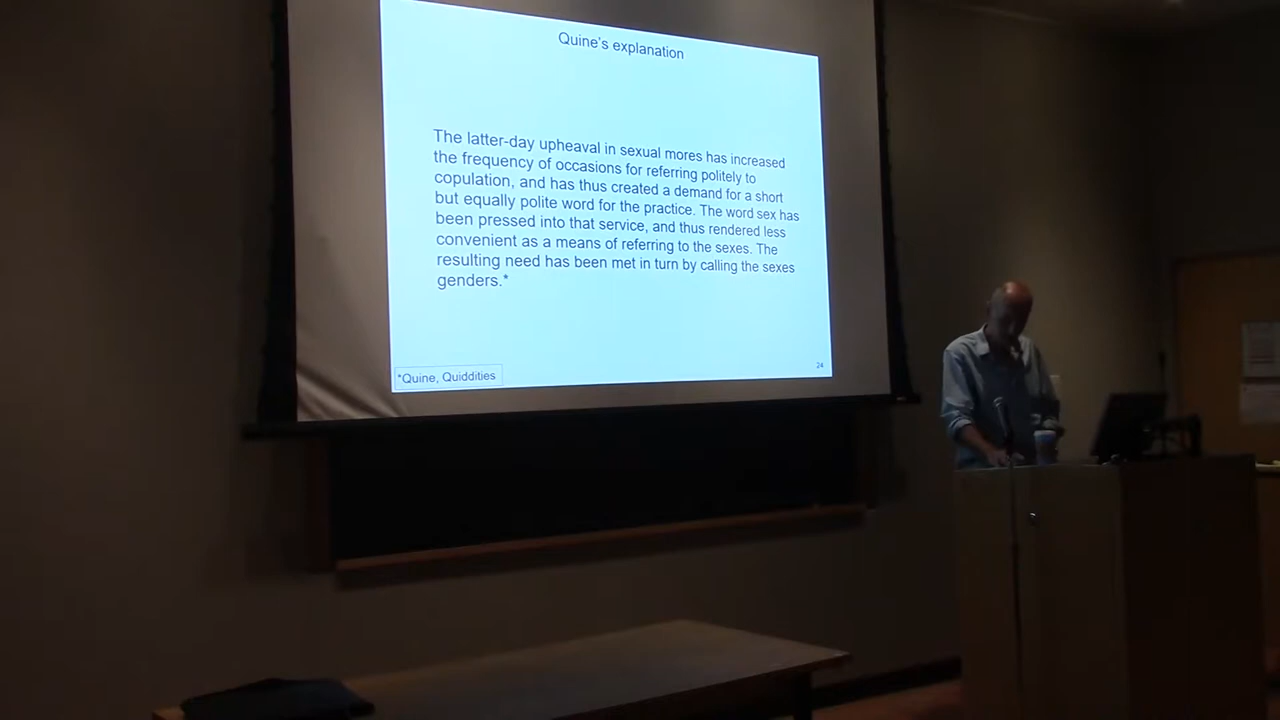 Quine's explanation
The latter-day upheaval in sexual mores has increased
the frequency of occasions for referring politely to
copulation, and has thus created a demand for a short
but equally polite word for the practice. The word sex has
been pressed into that service, and thus rendered less
convenient as a means of referring to the sexes. The
resulting need has been met in turn by calling the sexes
genders.*
*Quine, Quiddities
24